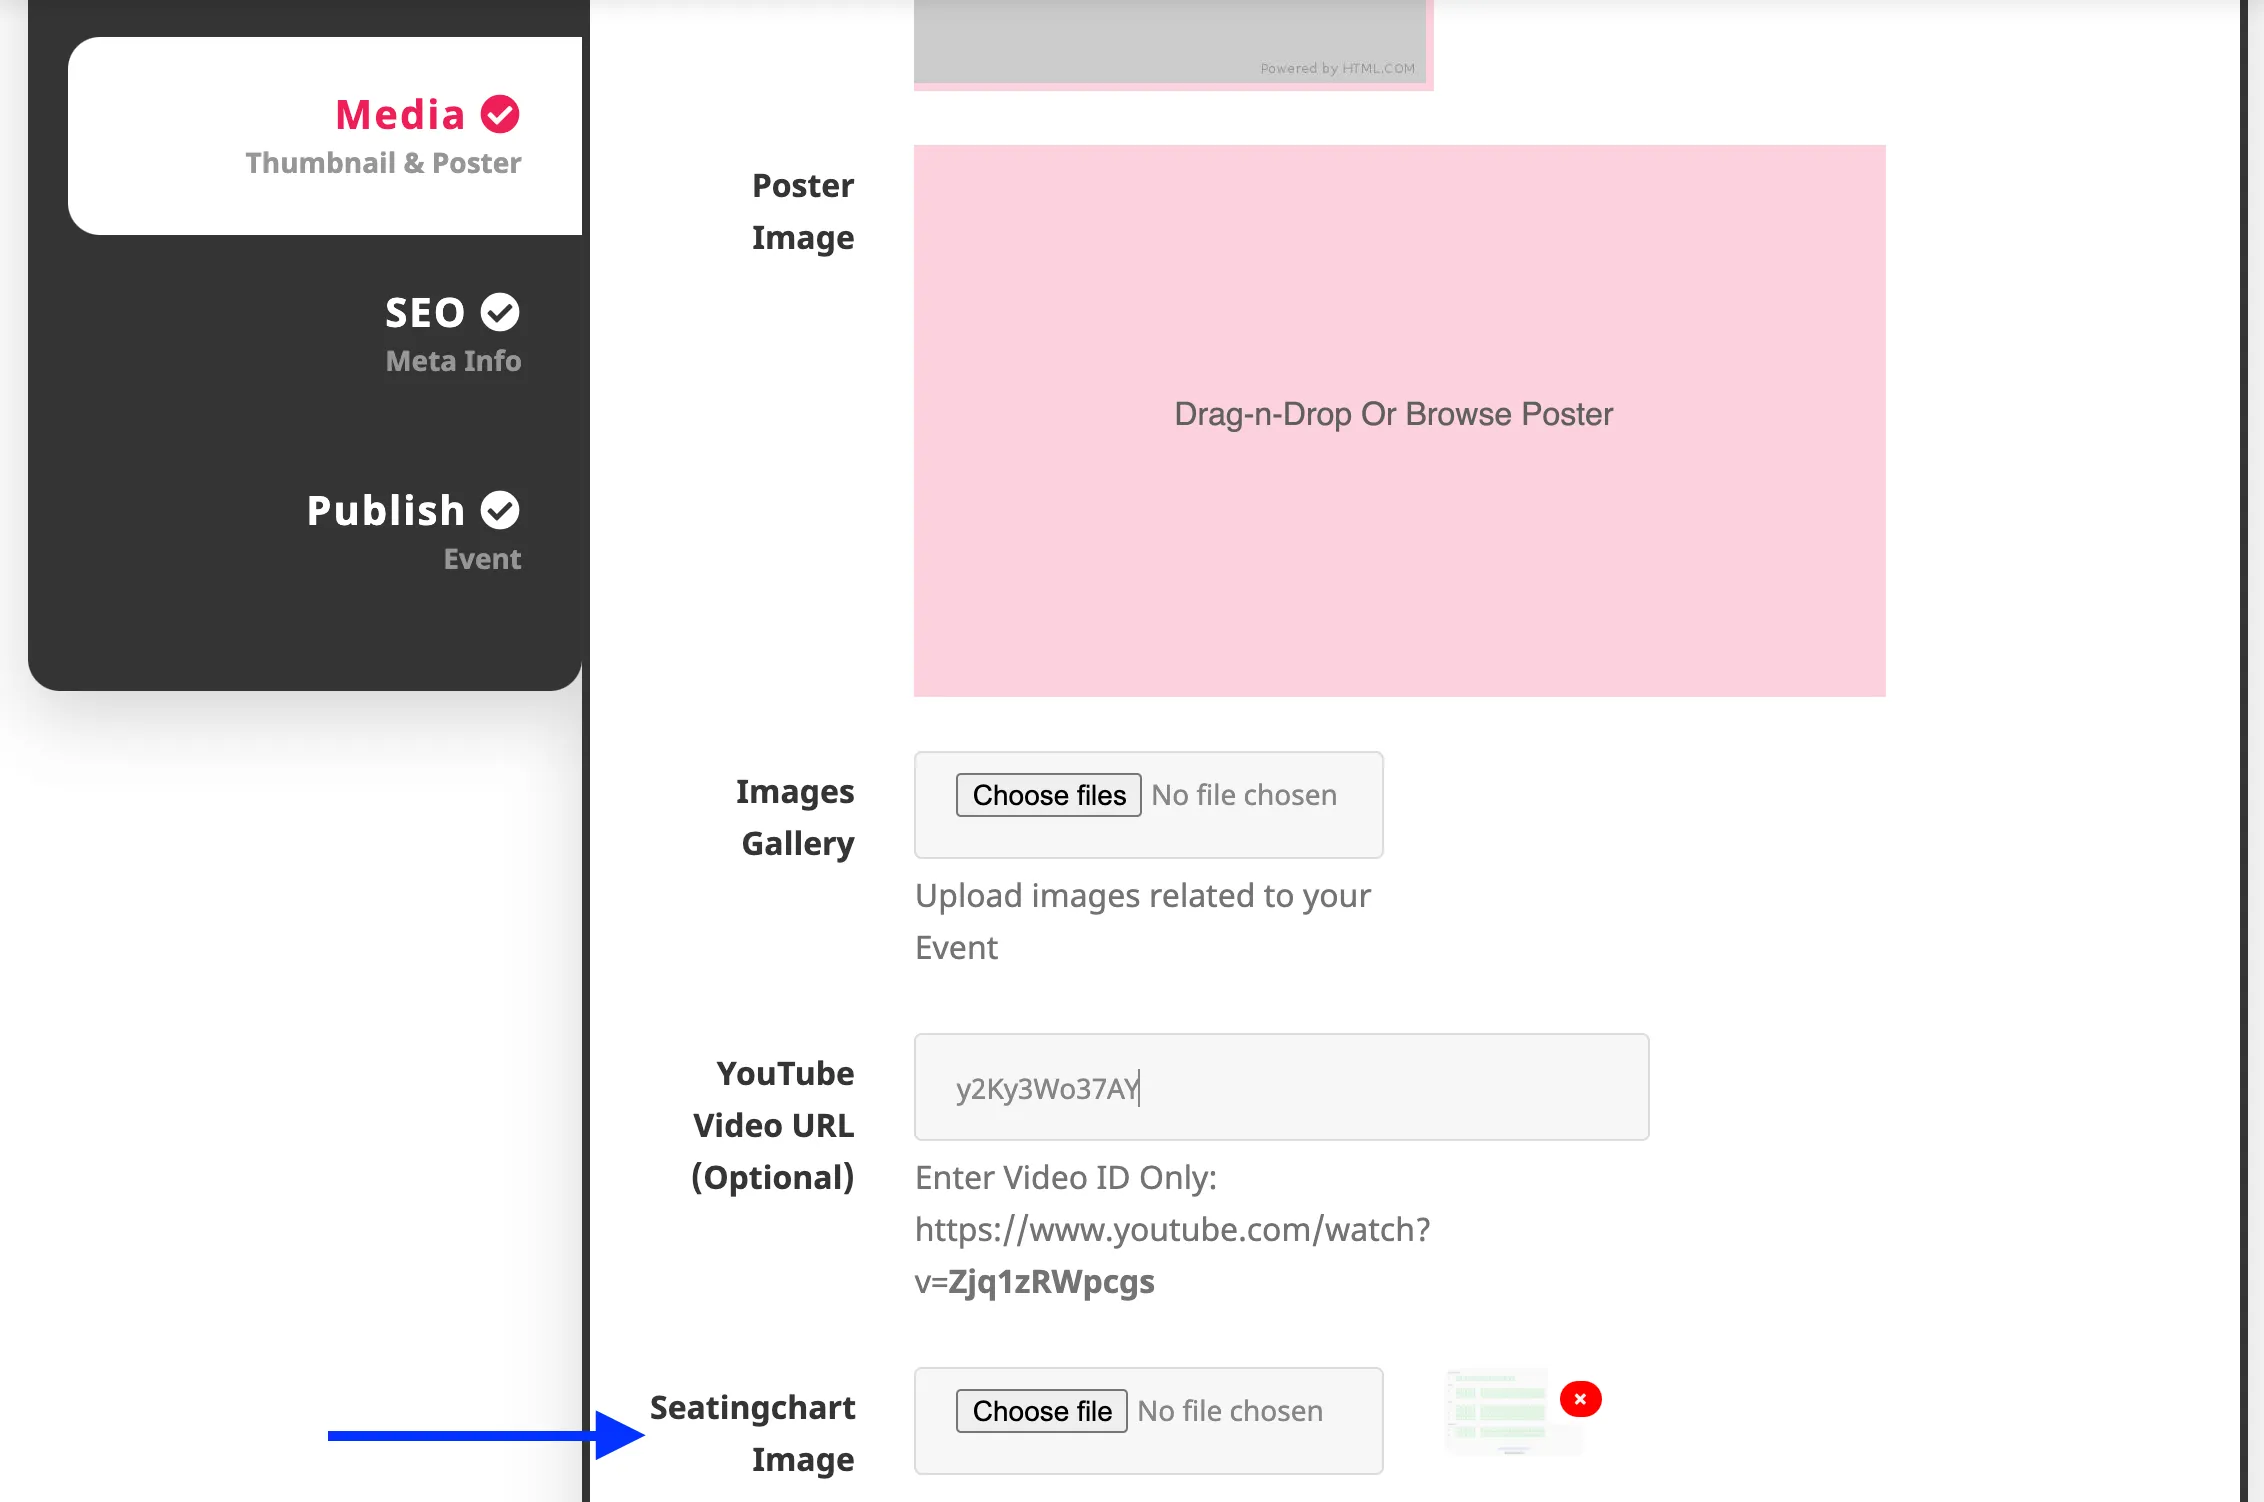 Powered by HTML.COM
Media
Thumbnail & Poster
SEO
Meta Info
Publish
Event
Poster
Image
Drag-n-Drop Or Browse Poster
Images
Gallery
Choose files No file chosen
Upload images related to your
Event
YouTube
Video URL
(Optional)
y2Ky3Wo37AY
Enter Video ID Only:
https://www.youtube.com/watch?
v=Zjq1zRWpcgs
Seatingchart
Image
Choose file No file chosen